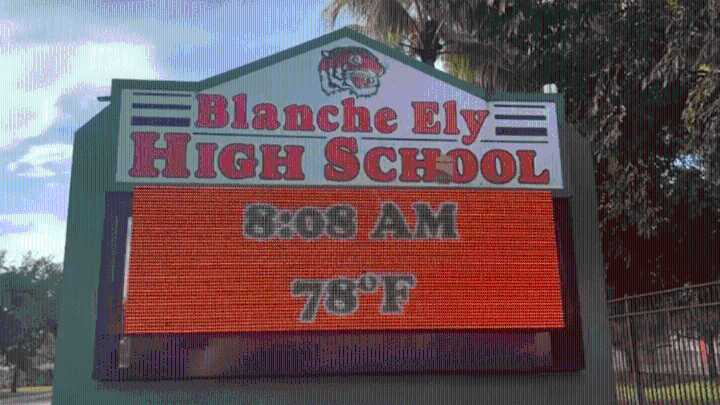 Blanche Ely
HIGH SCHOOL
8:08 AM
78°F